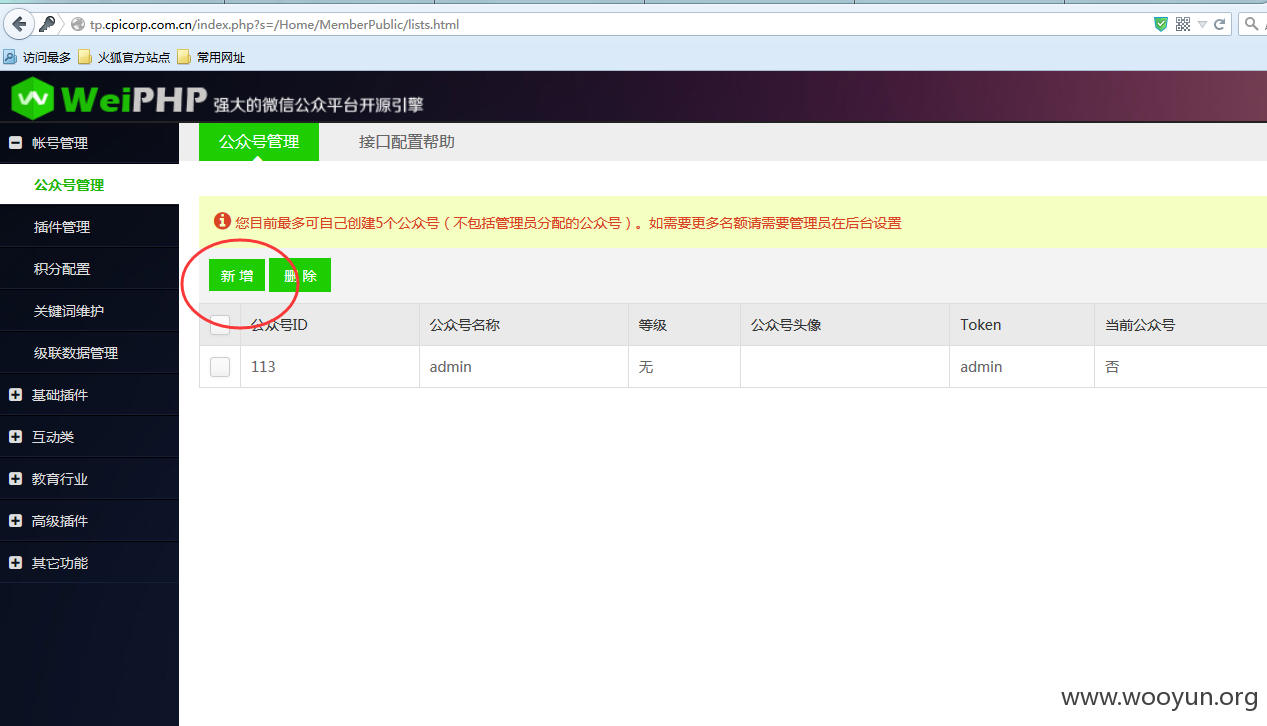 tp.cpicorp.com.cn/index.php?s=/Home/MemberPublic/lists.html
访问最多 火狐官方站点 常用网址
WeiPHP 强大的微信公众平台开源引擎
帐号管理
公众号管理
插件管理
积分配置
关键词维护
级联数据管理
基础插件
互动类
教育行业
高级插件
其它功能
公众号管理 接口配置帮助
您目前最多可自己创建5个公众号（不包括管理员分配的公众号）。如需要更多名额请需要管理员在后台设置
新 增 删 除
公众号ID 公众号名称 等级 公众号头像 Token 当前公众号
113 admin 无 admin 否
www.wooyun.org